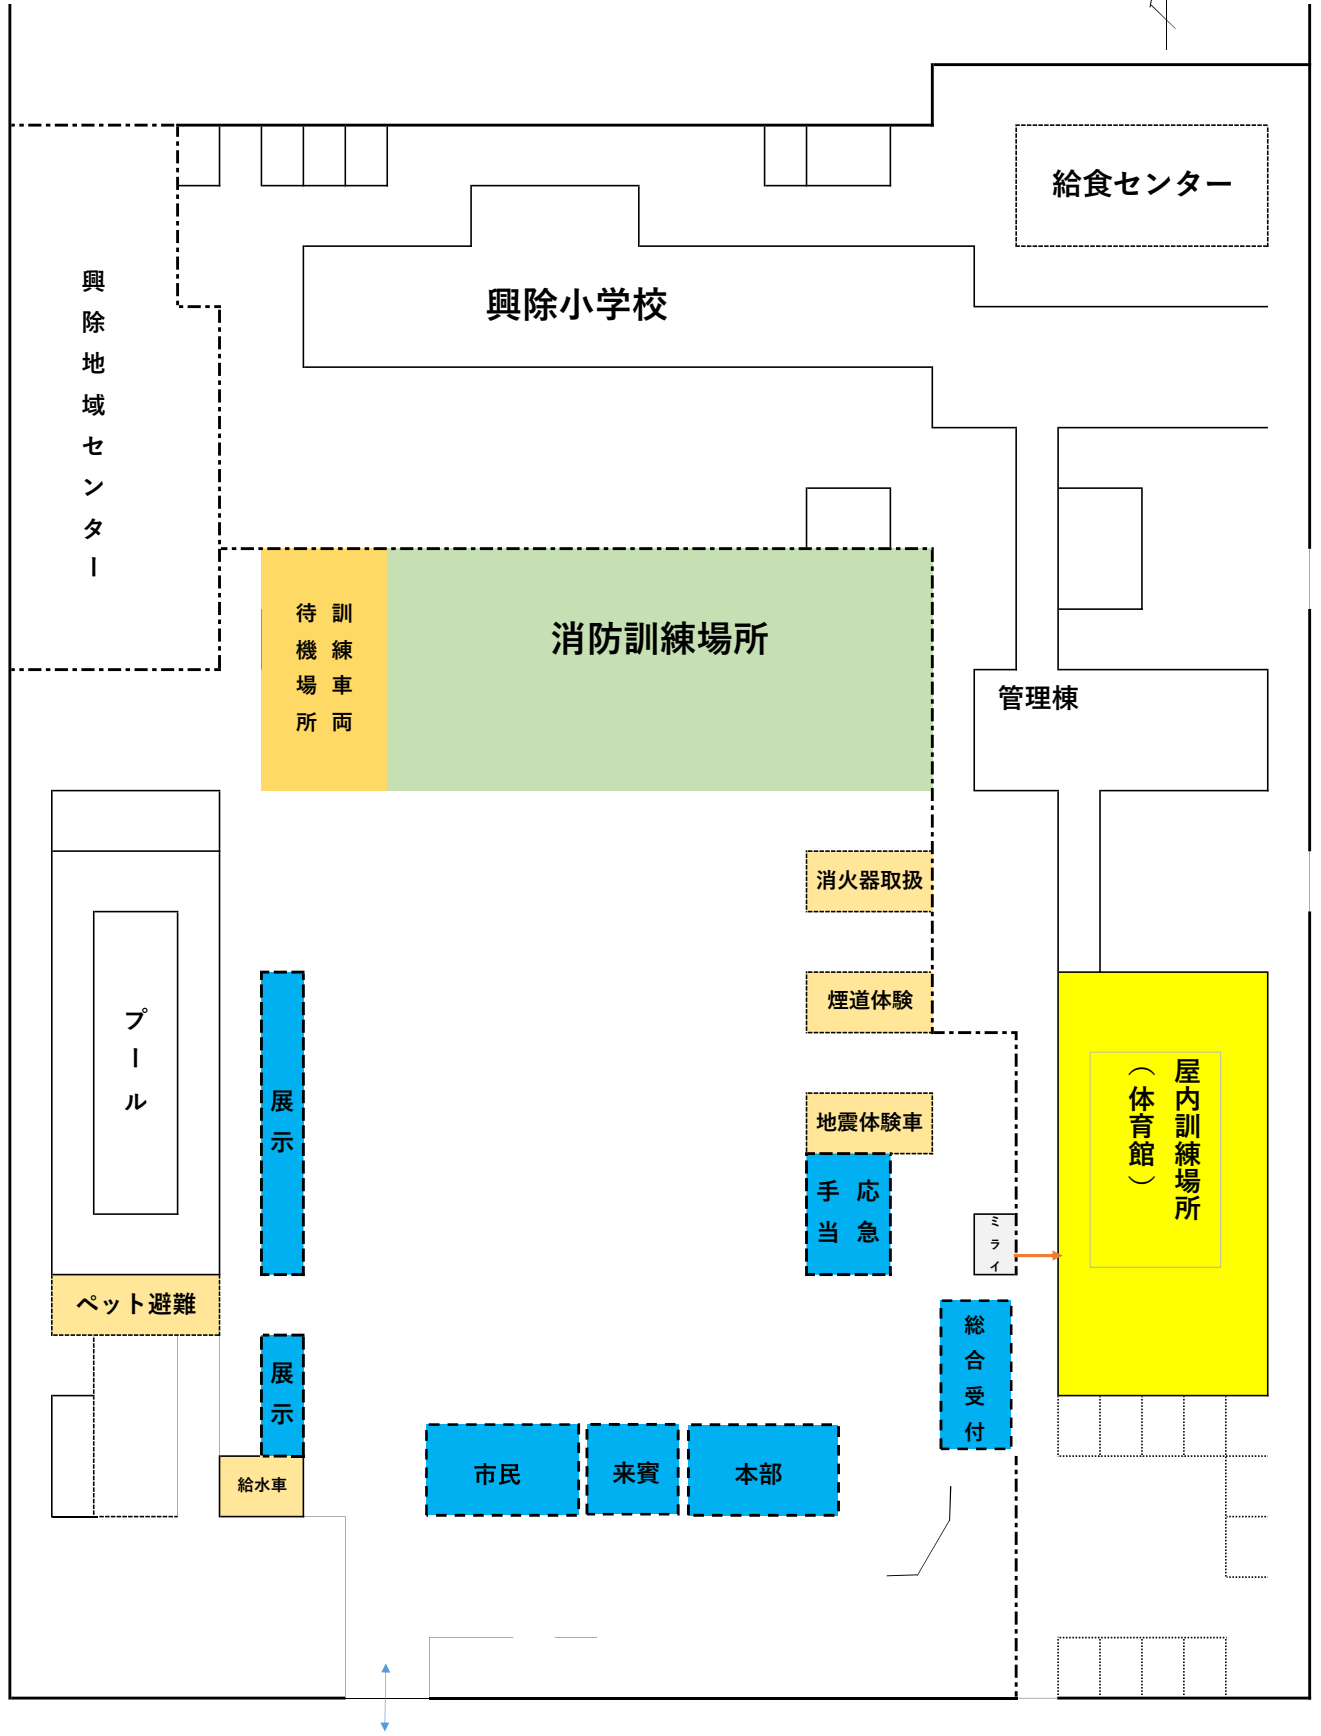 給食センター
興除小学校
興除地域センター
訓練車両
待機場所
消防訓練場所
管理棟
消火器取扱
煙道体験
地震体験車
応急
手当
ミライ
屋内訓練場所
（体育館）
プール
展示
ペット避難
展示
給水車
総合受付
市民
来賓
本部